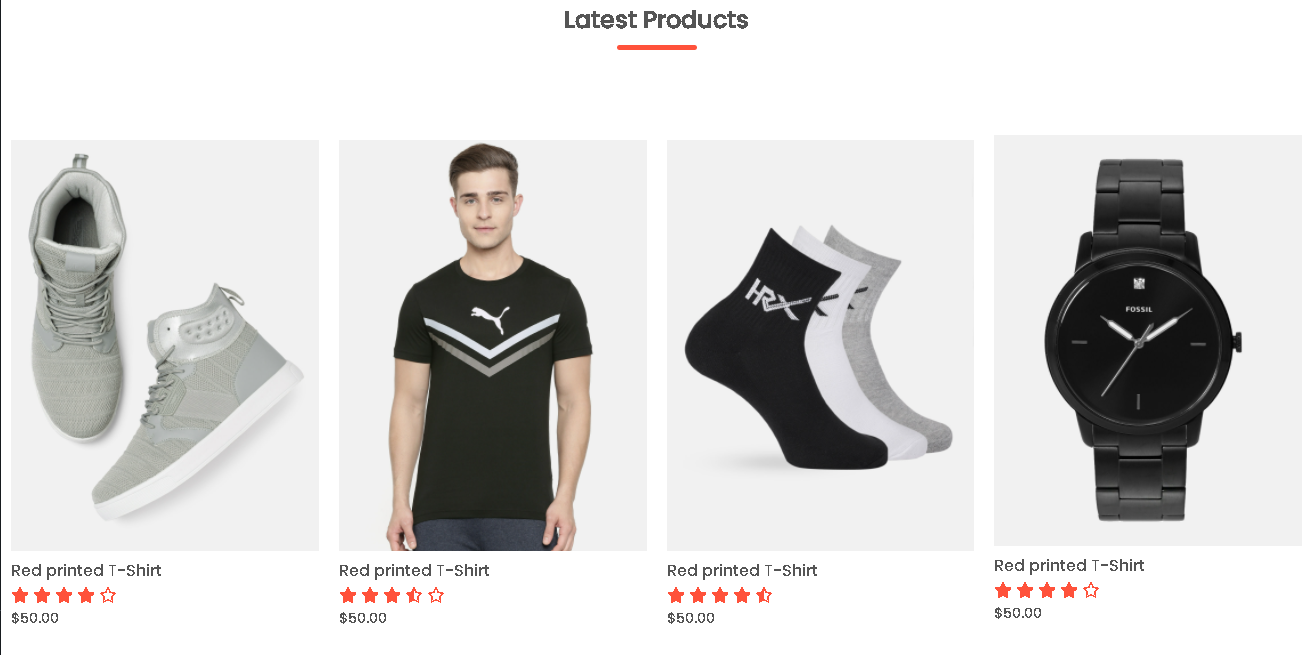 Latest Products
HRX
FOSSIL
Red printed T-Shirt
$50.00
Red printed T-Shirt
$50.00
Red printed T-Shirt
$50.00
Red printed T-Shirt
$50.00